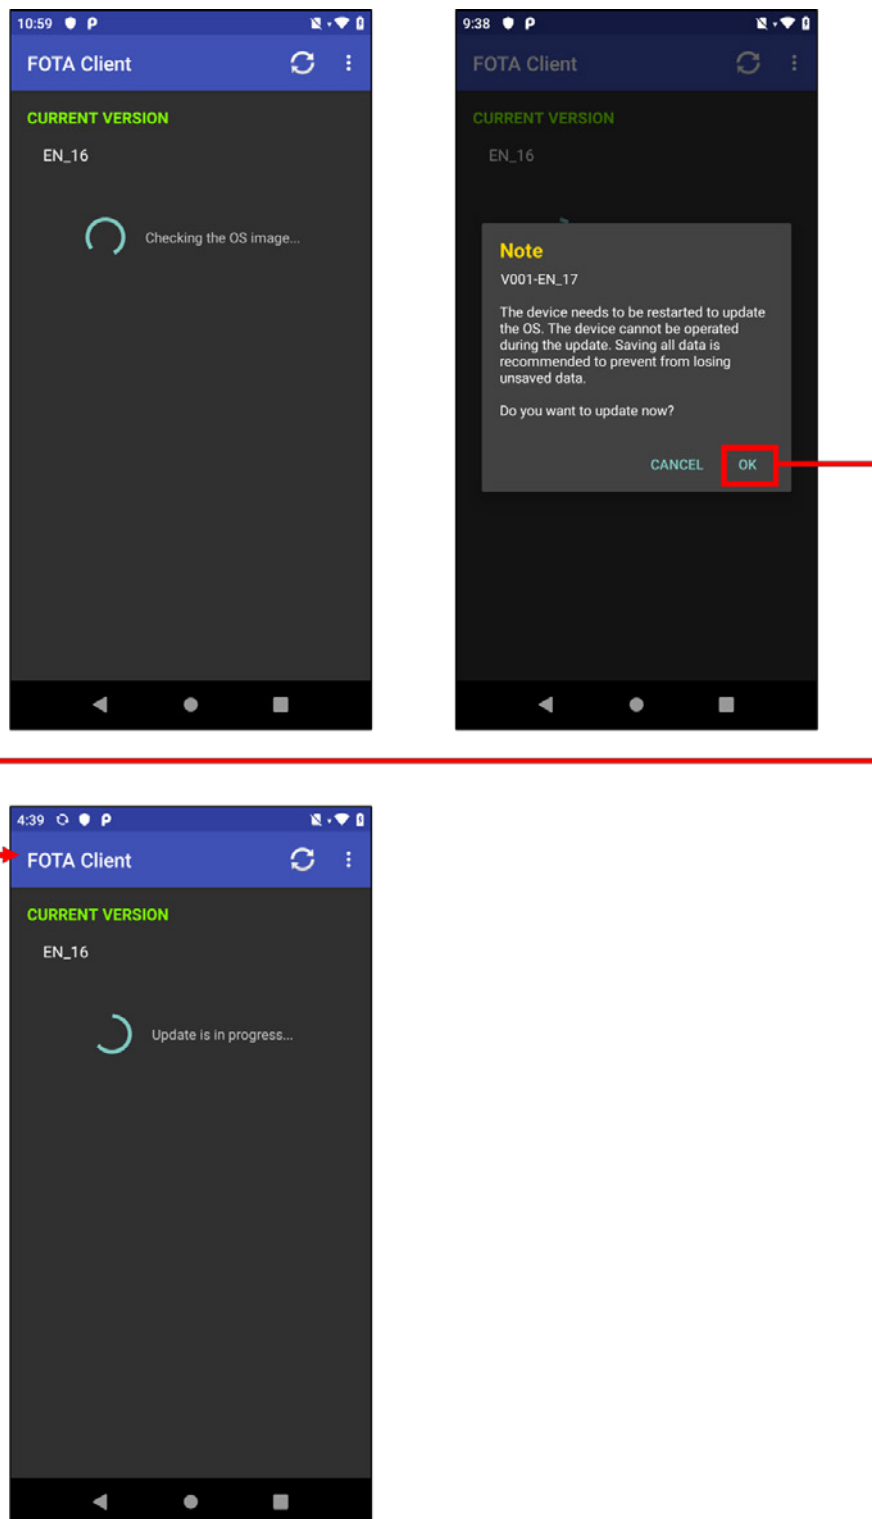 10:59
FOTA Client
CURRENT VERSION
EN_16
Checking the OS image...
9:38
FOTA Client
CURRENT VERSION
EN_16
Note
V001-EN_17
The device needs to be restarted to update
the OS. The device cannot be operated
during the update. Saving all data is
recommended to prevent from losing
unsaved data.
Do you want to update now?
CANCEL OK
4:39
FOTA Client
CURRENT VERSION
EN_16
Update is in progress...